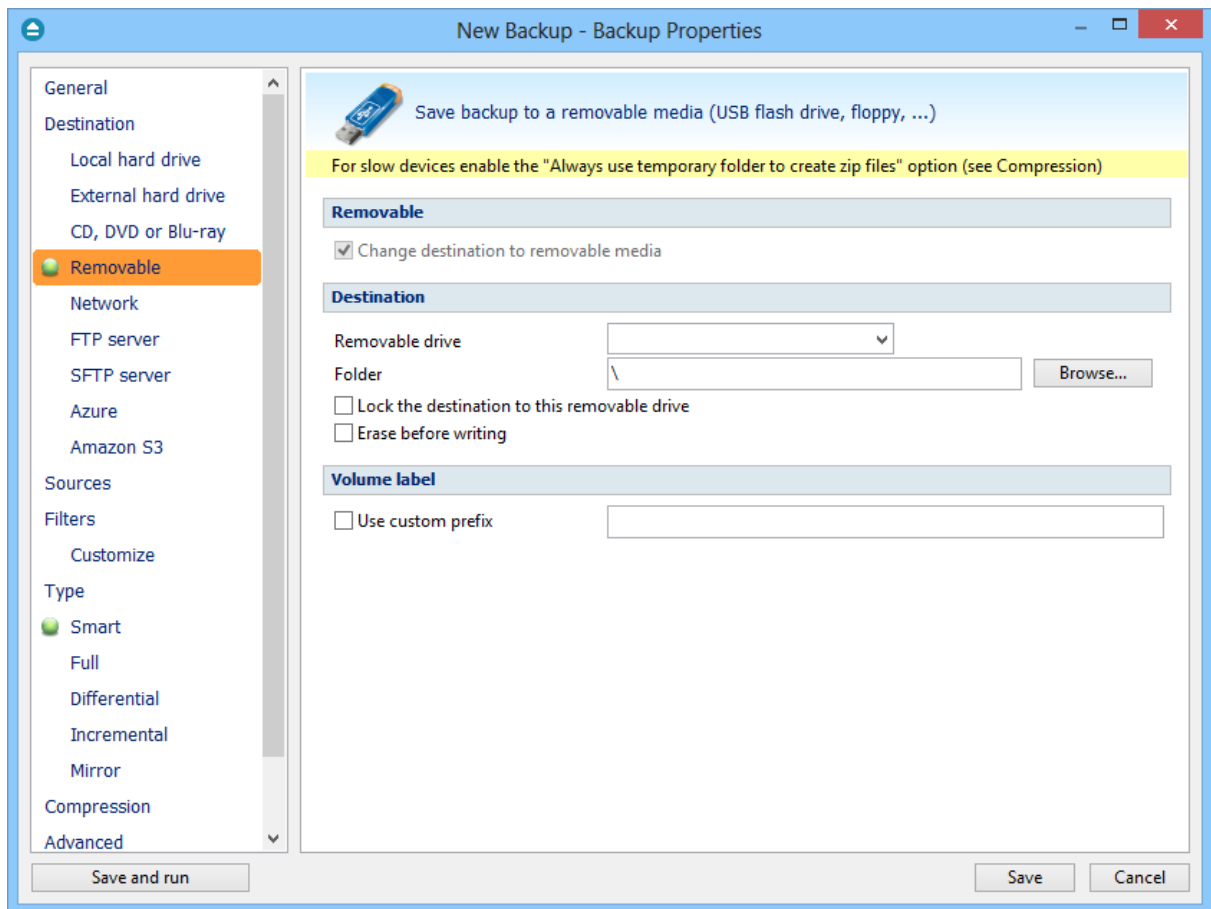 New Backup - Backup Properties
General
Destination
Local hard drive
External hard drive
CD, DVD or Blu-ray
Removable
Network
FTP server
SFTP server
Azure
Amazon S3
Sources
Filters
Customize
Type
Smart
Full
Differential
Incremental
Mirror
Compression
Advanced
Save backup to a removable media (USB flash drive, floppy, ...)
For slow devices enable the "Always use temporary folder to create zip files" option (see Compression)
Removable
Change destination to removable media
Destination
Removable drive
Folder \ Browse...
Lock the destination to this removable drive
Erase before writing
Volume label
Use custom prefix
Save and run Save Cancel